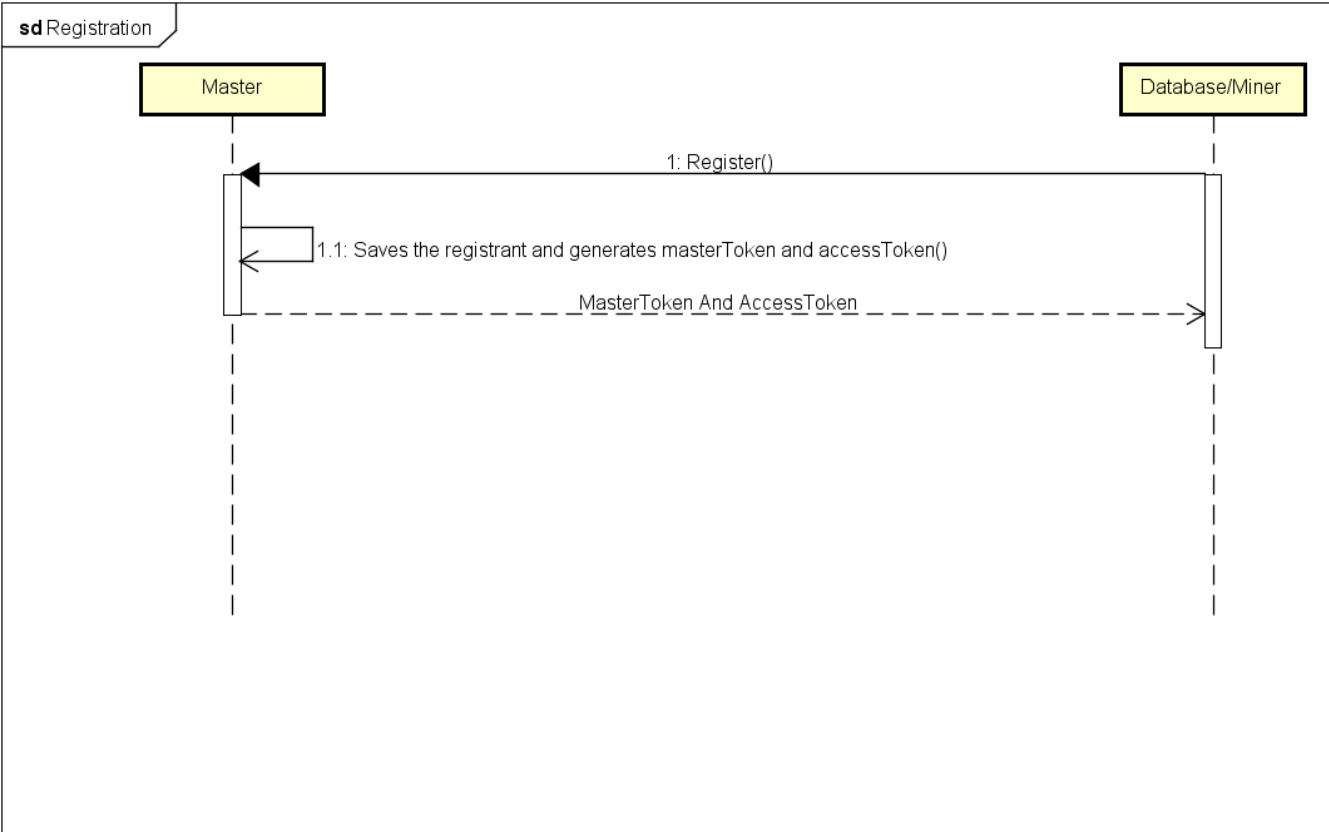 sd Registration
Master
Database/Miner
1: Register()
1.1: Saves the registrant and generates masterToken and accessToken()
MasterToken And AccessToken